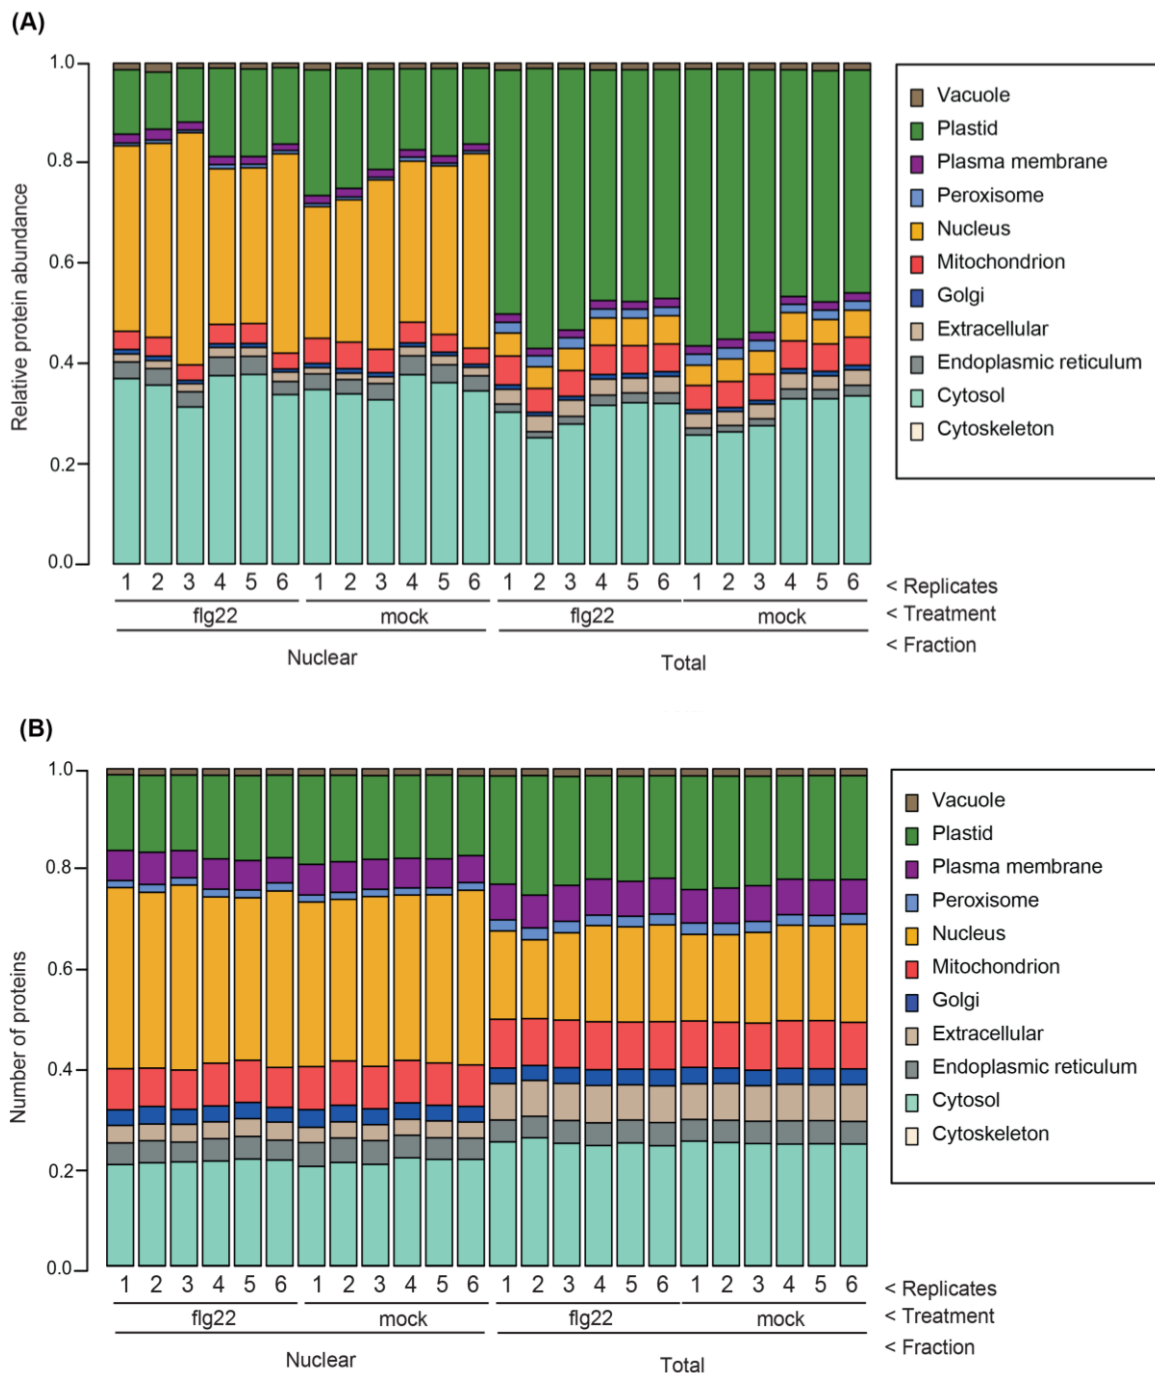 (A)
Relative protein abundance
1.0
0.8
0.6
0.4
0.2
0.0
Vacuole
Plastid
Plasma membrane
Peroxisome
Nucleus
Mitochondrion
Golgi
Extracellular
Endoplasmic reticulum
Cytosol
Cytoskeleton
1 2 3 4 5 6 1 2 3 4 5 6 1 2 3 4 5 6 1 2 3 4 5 6 < Replicates
flg22 mock flg22 mock < Treatment
Nuclear Total < Fraction
(B)
Number of proteins
1.0
0.8
0.6
0.4
0.2
0.0
Vacuole
Plastid
Plasma membrane
Peroxisome
Nucleus
Mitochondrion
Golgi
Extracellular
Endoplasmic reticulum
Cytosol
Cytoskeleton
1 2 3 4 5 6 1 2 3 4 5 6 1 2 3 4 5 6 1 2 3 4 5 6 < Replicates
flg22 mock flg22 mock < Treatment
Nuclear Total < Fraction